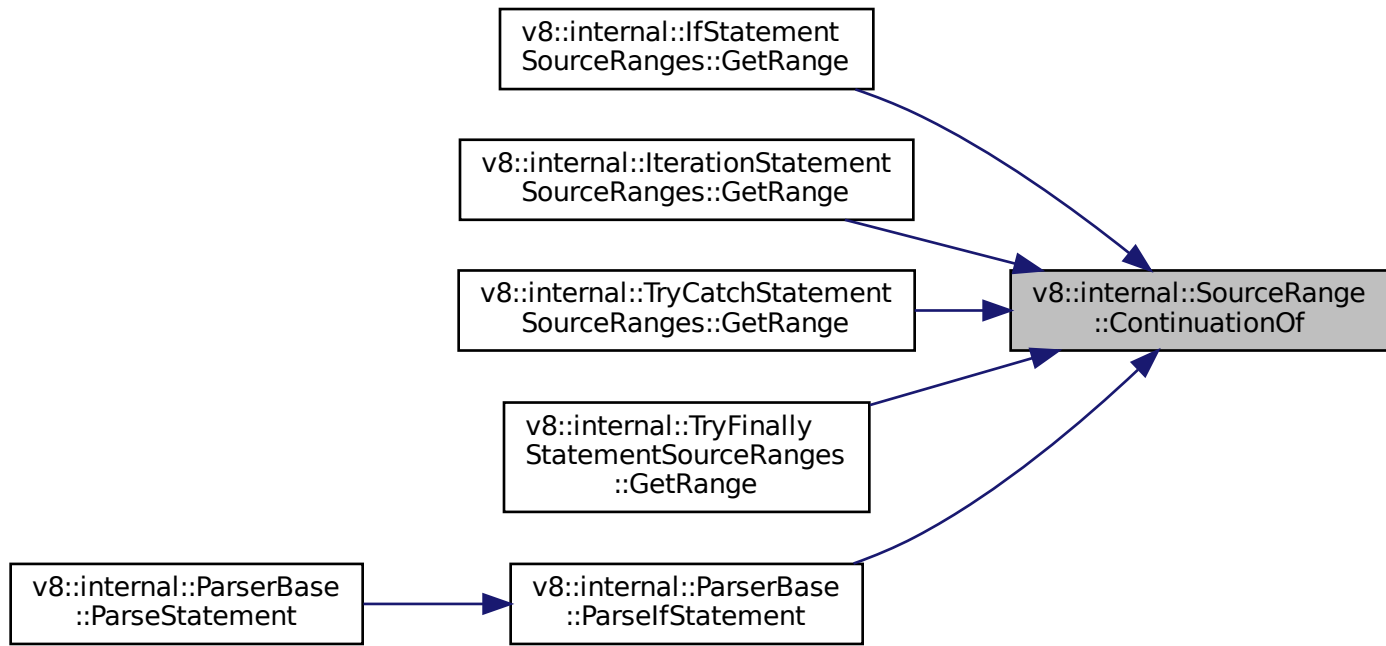 v8::internal::IfStatement
SourceRanges::GetRange
v8::internal::IterationStatement
SourceRanges::GetRange
v8::internal::TryCatchStatement
SourceRanges::GetRange
v8::internal::SourceRange
::ContinuationOf
v8::internal::TryFinally
StatementSourceRanges
::GetRange
v8::internal::ParserBase
::ParseStatement
v8::internal::ParserBase
::ParseIfStatement